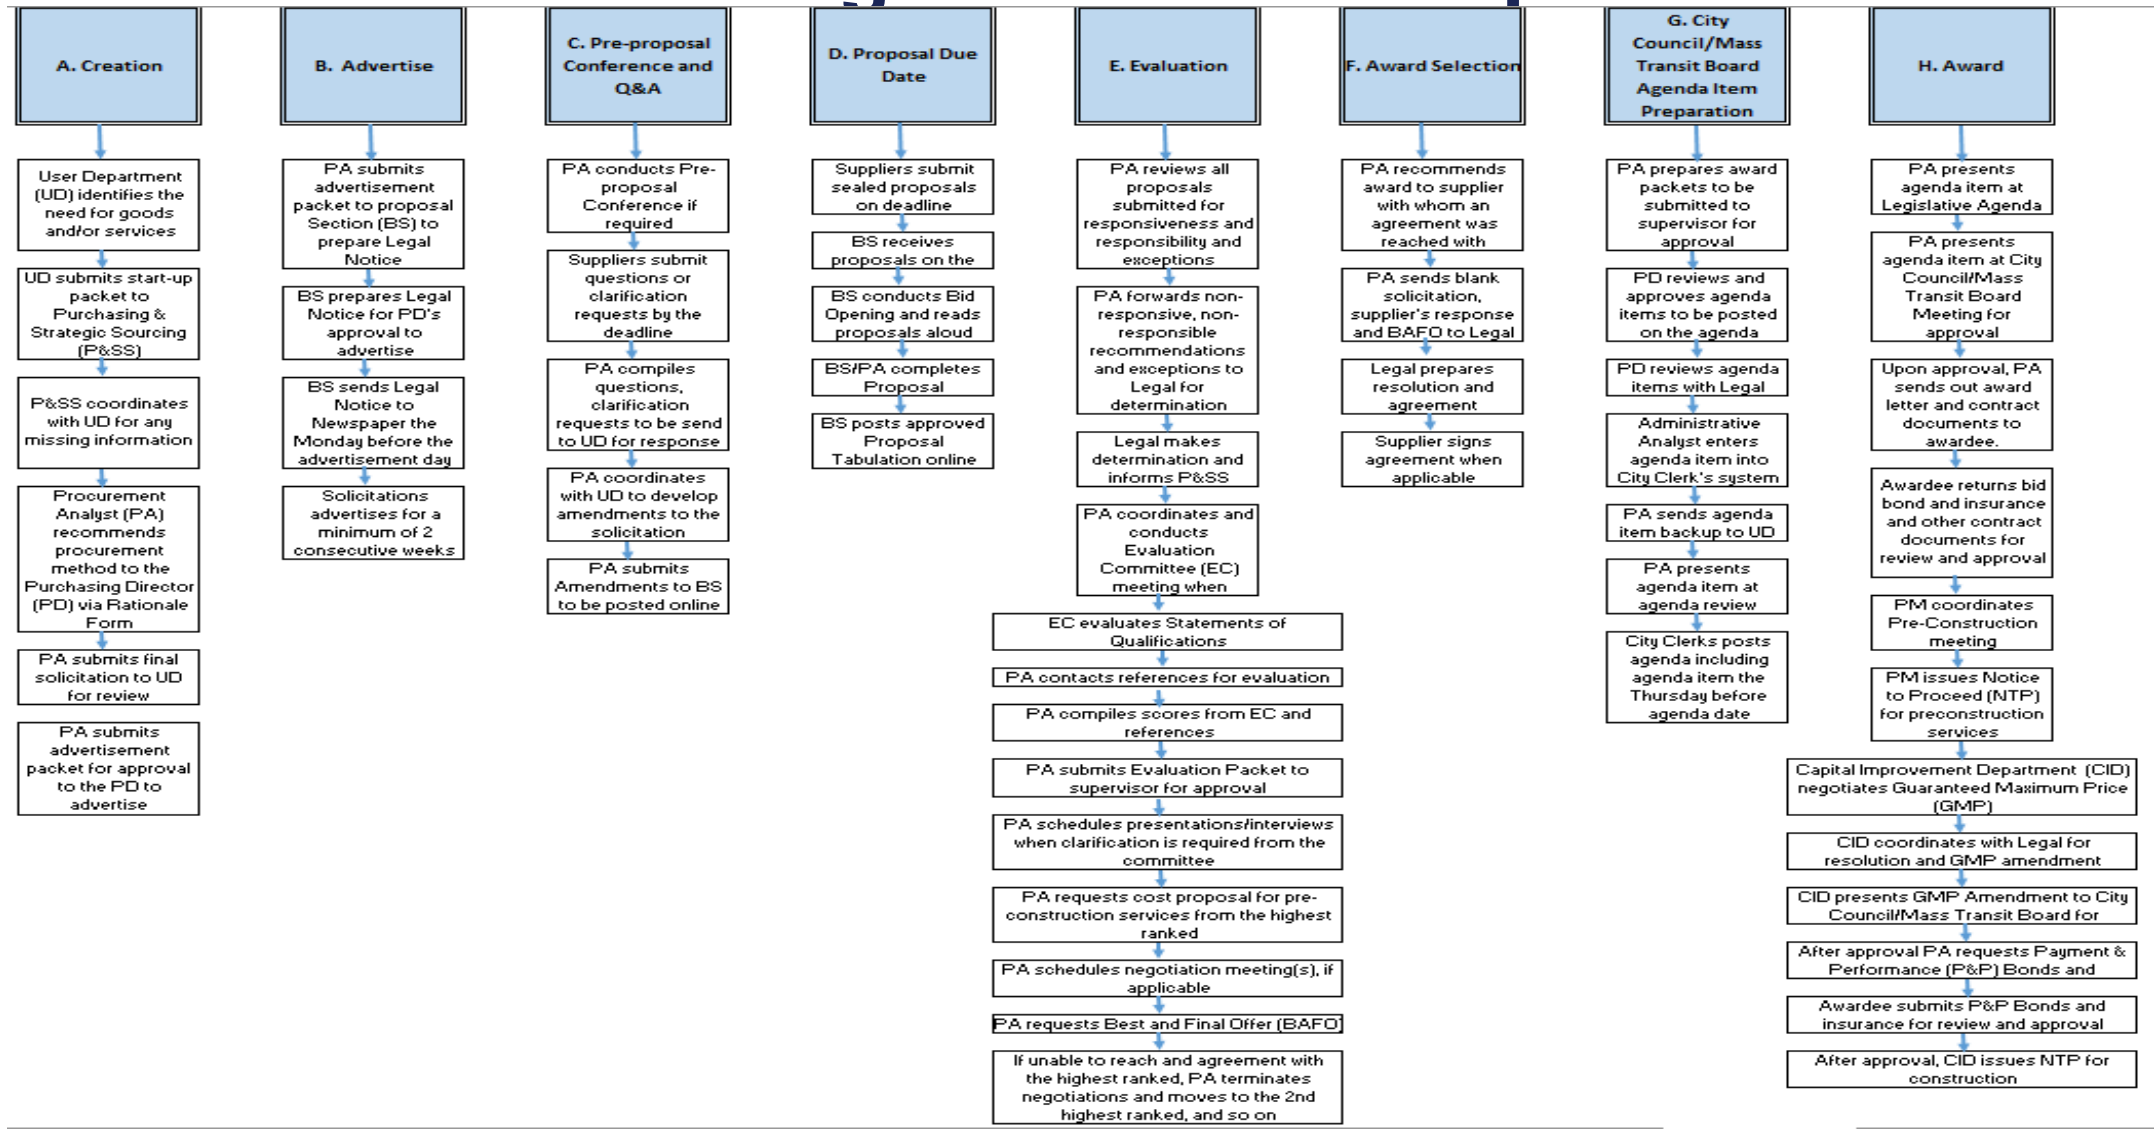 A. Creation
User Department
(UD) identifies the
need for goods
and/or services
UD submits start-up
packet to
Purchasing &
Strategic Sourcing
(P&SS)
P&SS coordinates
with UD for any
missing information
Procurement
Analyst (PA)
recommends
procurement
method to the
Purchasing Director
(PD) via Rationale
Form
PA submits final
solicitation to UD
for review
PA submits
advertisement
packet for approval
to the PD to
advertise
B. Advertise
PA submits
advertisement
packet to proposal
Section (BS) to
prepare Legal
Notice
BS prepares Legal
Notice for PD's
approval to
advertise
BS sends Legal
Notice to
Newspaper the
Monday before the
advertisement day
Solicitations
advertises for a
minimum of 2
consecutive weeks
C. Pre-proposal
Conference and
Q&A
PA conducts Pre-
proposal
Conference if
required
Suppliers submit
questions or
clarification
requests by the
deadline
PA compiles
questions,
clarification
requests to be send
to UD for response
PA coordinates
with UD to develop
amendments to the
solicitation
PA submits
Amendments to BS
to be posted online
D. Proposal Due
Date
Suppliers submit
sealed proposals
on deadline
BS receives
proposals on the
BS conducts Bid
Opening and reads
proposals aloud
BS/PA completes
Proposal
BS posts approved
Proposal
Tabulation online
E. Evaluation
PA reviews all
proposals
submitted for
responsiveness and
responsibility and
exceptions
PA forwards non-
responsive, non-
responsible
recommendations
and exceptions to
Legal for
determination
Legal makes
determination and
informs P&SS
PA coordinates and
conducts
Evaluation
Committee (EC)
meeting when
EC evaluates Statements of
Qualifications
PA contacts references for evaluation
PA compiles scores from EC and
references
PA submits Evaluation Packet to
supervisor for approval
PA schedules presentations/interviews
when clarification is required from the
committee
PA requests cost proposal for pre-
construction services from the highest
ranked
PA schedules negotiation meeting(s), if
applicable
PA requests Best and Final Offer (BAFO)
If unable to reach and agreement with
the highest ranked, PA terminates
negotiations and moves to the 2nd
highest ranked, and so on
F. Award Selection
PA recommends
award to supplier
with whom an
agreement was
reached with
PA sends blank
solicitation,
supplier's response
and BAFO to Legal
Legal prepares
resolution and
agreement
Supplier signs
agreement when
applicable
G. City
Council/Mass
Transit Board
Agenda Item
Preparation
PA prepares award
packets to be
submitted to
supervisor for
approval
PD reviews and
approves agenda
items to be posted
on the agenda
PD reviews agenda
items with Legal
Administrative
Analyst enters
agenda item into
City Clerk's system
PA sends agenda
item backup to UD
PA presents
agenda item at
agenda review
City Clerks posts
agenda including
agenda item the
Thursday before
agenda date
H. Award
PA presents
agenda item at
Legislative Agenda
PA presents
agenda item at City
Council/Mass
Transit Board
Meeting for
approval
Upon approval, PA
sends out award
letter and contract
documents to
awardee.
Awardee returns bid
bond and insurance
and other contract
documents for
review and approval
PM coordinates
Pre-Construction
meeting
PM issues Notice
to Proceed (NTP)
for preconstruction
services
Capital Improvement Department (CID)
negotiates Guaranteed Maximum Price
(GMP)
CID coordinates with Legal for
resolution and GMP amendment
CID presents GMP Amendment to City
Council/Mass Transit Board for
After approval PA requests Payment &
Performance (P&P) Bonds and
Awardee submits P&P Bonds and
insurance for review and approval
After approval, CID issues NTP for
construction